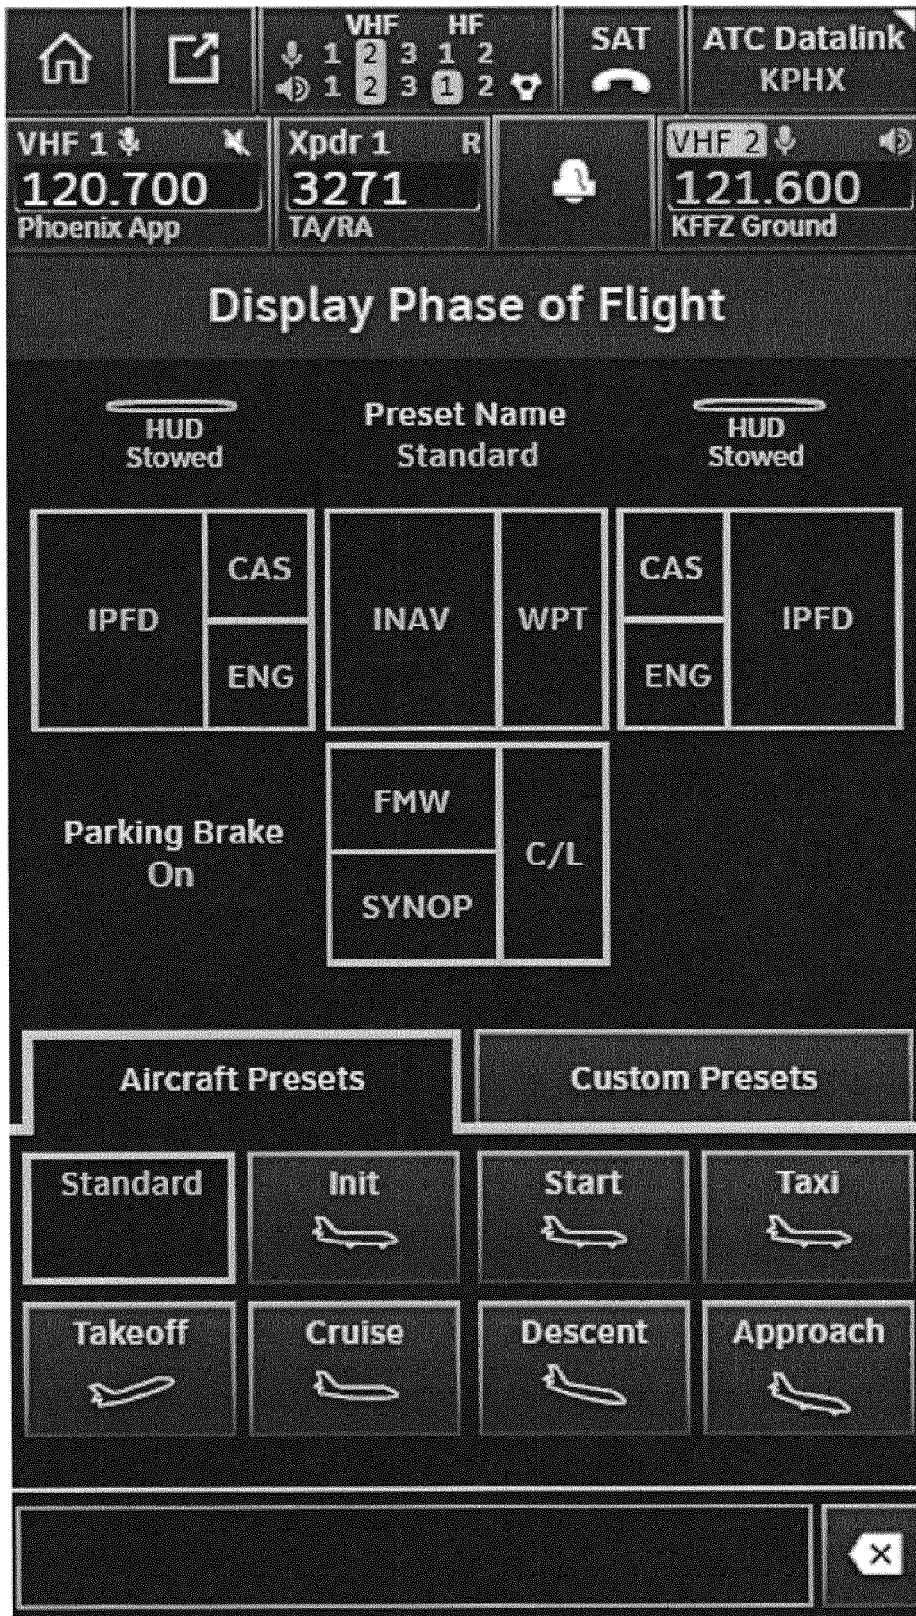 VHF HF
1 2 3 1 2
1 2 3 1 2
SAT
ATC Datalink
KPHX
VHF 1
120.700
Phoenix App
Xpdr 1 R
3271
TA/RA
VHF 2
121.600
KFFZ Ground
Display Phase of Flight
HUD
Stowed
Preset Name
Standard
HUD
Stowed
IPFD
CAS
ENG
INAV
WPT
CAS
ENG
IPFD
Parking Brake
On
FMW
SYNOP
C/L
Aircraft Presets
Custom Presets
Standard
Init
Start
Taxi
Takeoff
Cruise
Descent
Approach